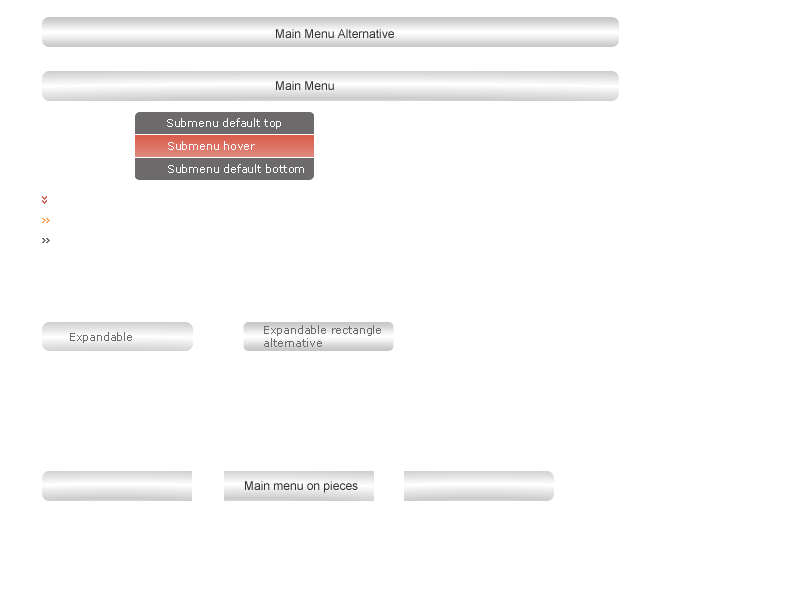 Main Menu Alternative
Main Menu
Submenu default top
Submenu hover
Submenu default bottom
Expandable
Expandable rectangle
alternative
Main menu on pieces